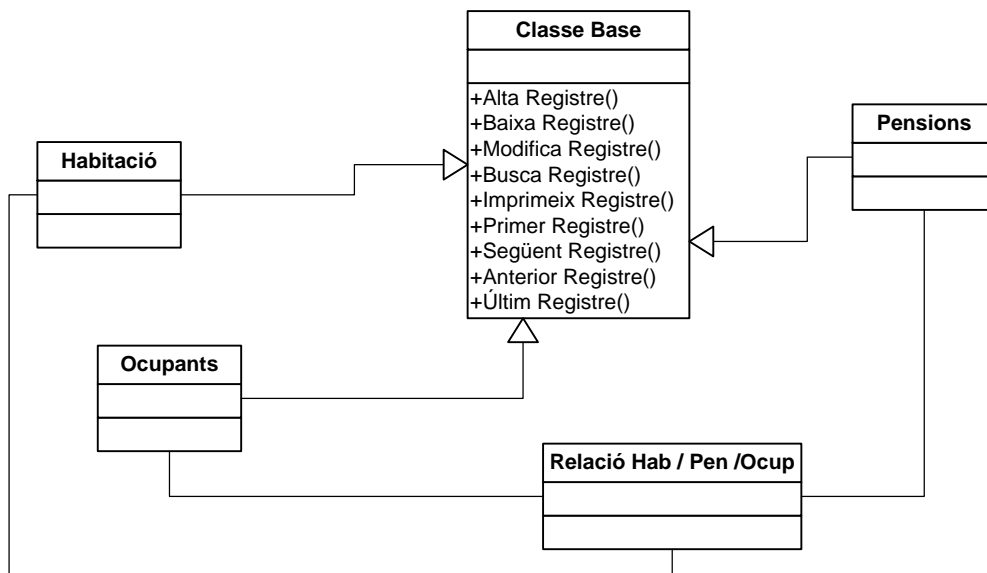 Classe Base
+Alta Registre()
+Baixa Registre()
+Modifica Registre()
+Busca Registre()
+Imprimeix Registre()
+Primer Registre()
+Següent Registre()
+Anterior Registre()
+Últim Registre()
Pensions
Habitació
Ocupants
Relació Hab / Pen /Ocup